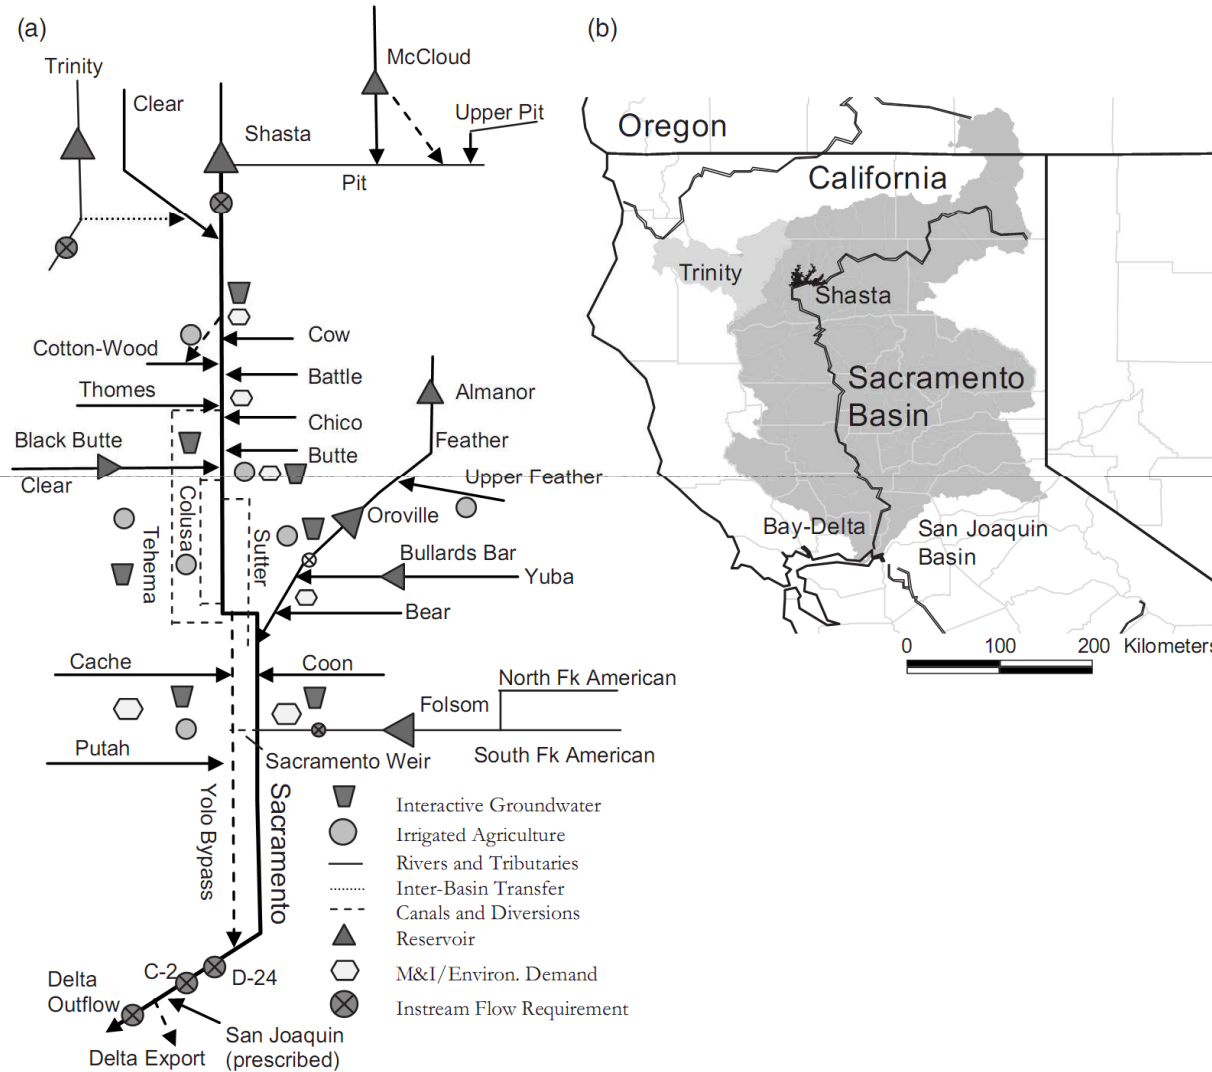 (a)
Trinity
Clear
McCloud
Upper Pit
Shasta
Pit
Cow
Cotton-Wood
Battle
Thomes
Chico
Almanor
Black Butte
Butte
Feather
Clear
Upper Feather
Colusa
Oroville
Tehema
Sutter
Bullards Bar
Yuba
Bear
Cache
Coon
North Fk American
Folsom
Putah
Sacramento Weir
South Fk American
Yolo Bypass
Sacramento
Interactive Groundwater
Irrigated Agriculture
Rivers and Tributaries
Inter-Basin Transfer
Canals and Diversions
Reservoir
M&I/Environ. Demand
Instream Flow Requirement
C-2
D-24
Delta
Outflow
San Joaquin
(prescribed)
Delta Export
(b)
Oregon
California
Trinity
Shasta
Sacramento
Basin
Bay-Delta
San Joaquin
Basin
0 100 200 Kilometers